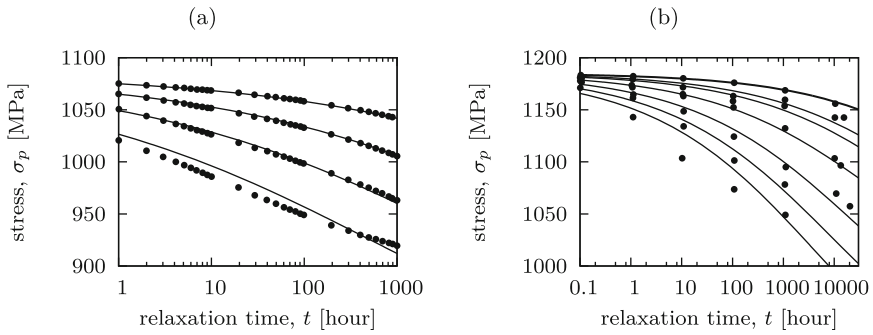 (a)
(b)
1100
1050
1000
950
900
stress, σp [MPa]
1 10 100 1000
relaxation time, t [hour]
1200
1150
1100
1050
1000
stress, σp [MPa]
0.1 1 10 100 1000 10000
relaxation time, t [hour]